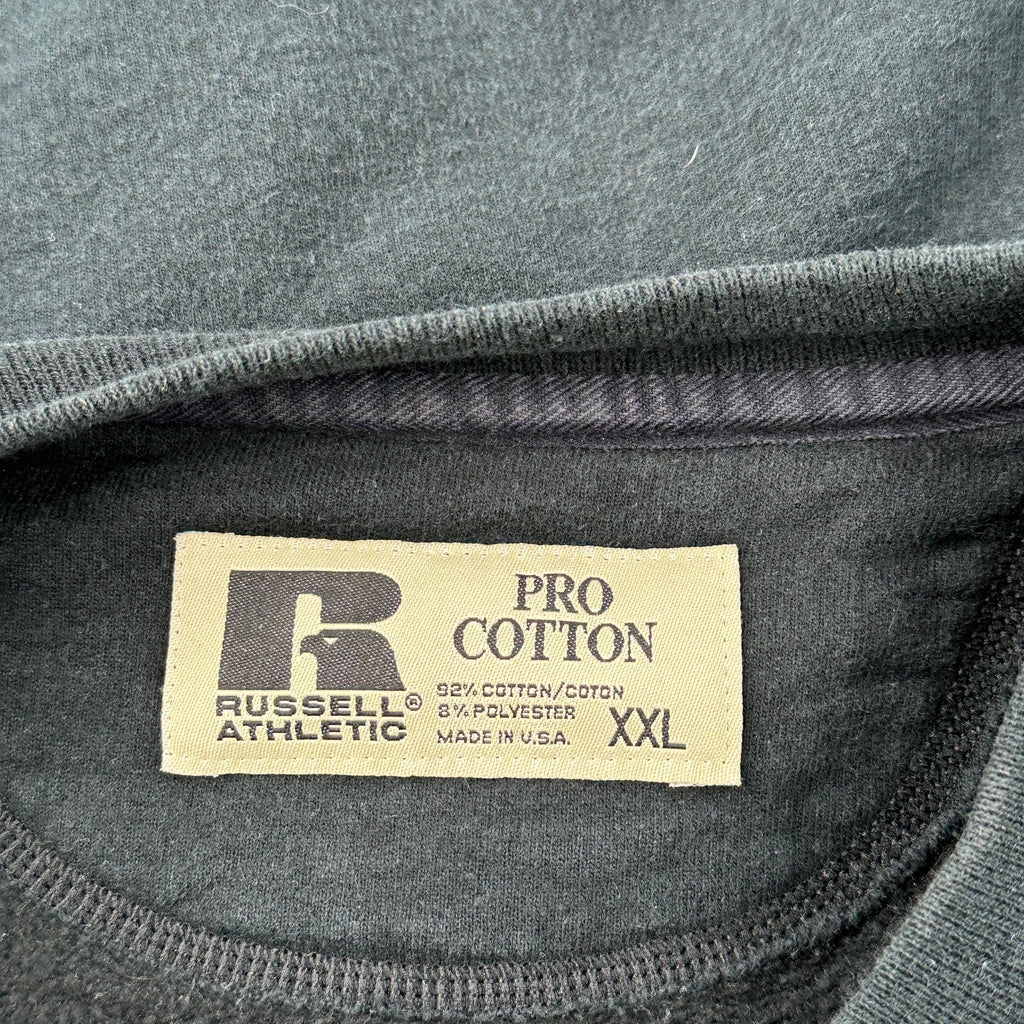 R
RUSSELL®
ATHLETIC
PRO
COTTON
92% COTTON/COTON
8% POLYESTER
MADE IN U.S.A.
XXL